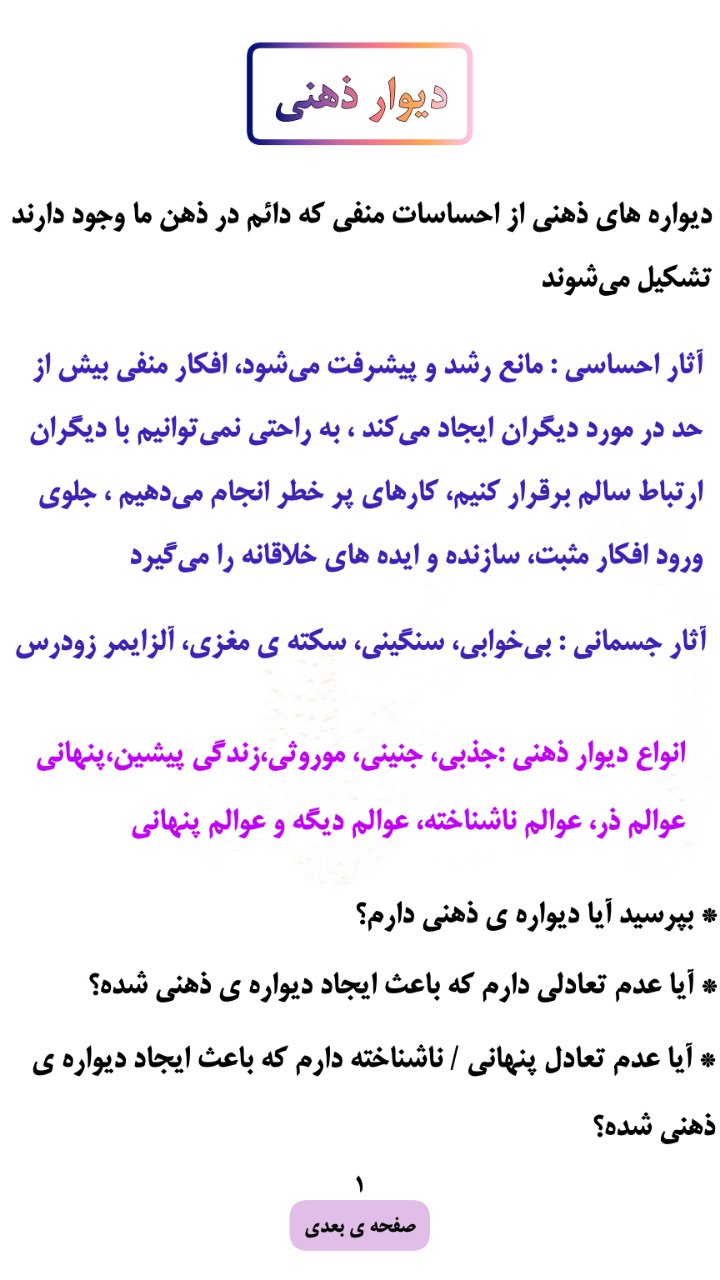 دیوار ذهنی
دیواره های ذهنی از احساسات منفی که دائم در ذهن ما وجود دارند
تشکیل می‌شوند
آثار احساسی : مانع رشد و پیشرفت می‌شود، افکار منفی بیش از
حد در مورد دیگران ایجاد می‌کند ، به راحتی نمی‌توانیم با دیگران
ارتباط سالم برقرار کنیم، کارهای پر خطر انجام می‌دهیم ، جلوی
ورود افکار مثبت، سازنده و ایده های خلاقانه را می‌گیرد
آثار جسمانی : بی‌خوابی، سنگینی، سکته ی مغزی، آلزایمر زودرس
انواع دیوار ذهنی :جذبی، جنینی، موروثی،زندگی پیشین،پنهانی
عوالم ذر، عوالم ناشناخته، عوالم دیگه و عوالم پنهانی
* بپرسید آیا دیواره ی ذهنی دارم؟
* آیا عدم تعادلی دارم که باعث ایجاد دیواره ی ذهنی شده؟
* آیا عدم تعادل پنهانی / ناشناخته دارم که باعث ایجاد دیواره ی
ذهنی شده؟
۱
صفحه ی بعدی